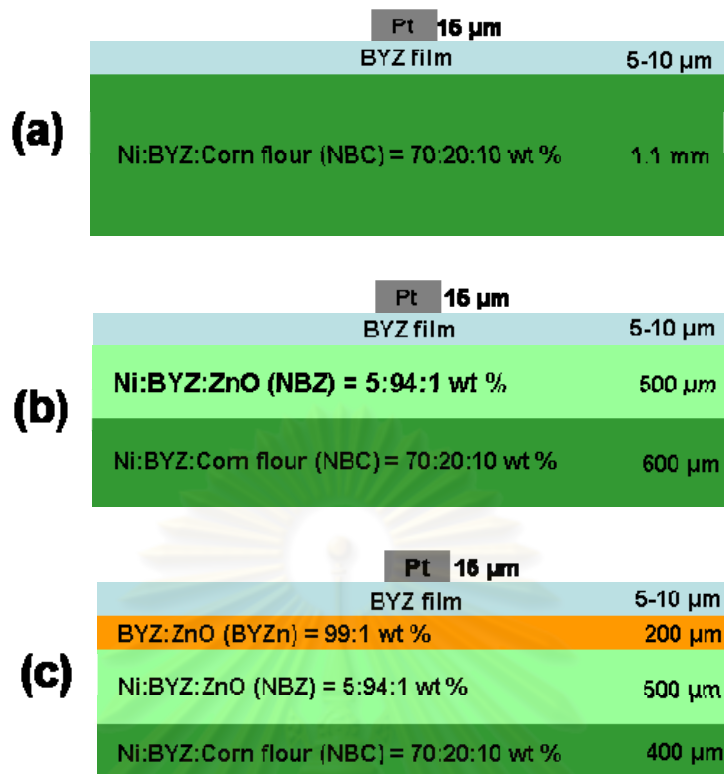 Pt 15 µm
BYZ film 5-10 µm
(a)
Ni:BYZ:Corn flour (NBC) = 70:20:10 wt % 1.1 mm
Pt 15 µm
BYZ film 5-10 µm
Ni:BYZ:ZnO (NBZ) = 5:94:1 wt % 500 µm
(b)
Ni:BYZ:Corn flour (NBC) = 70:20:10 wt % 600 µm
Pt 15 µm
BYZ film 5-10 µm
BYZ:ZnO (BYZn) = 99:1 wt % 200 µm
(c)
Ni:BYZ:ZnO (NBZ) = 5:94:1 wt % 500 µm
Ni:BYZ:Corn flour (NBC) = 70:20:10 wt % 400 µm